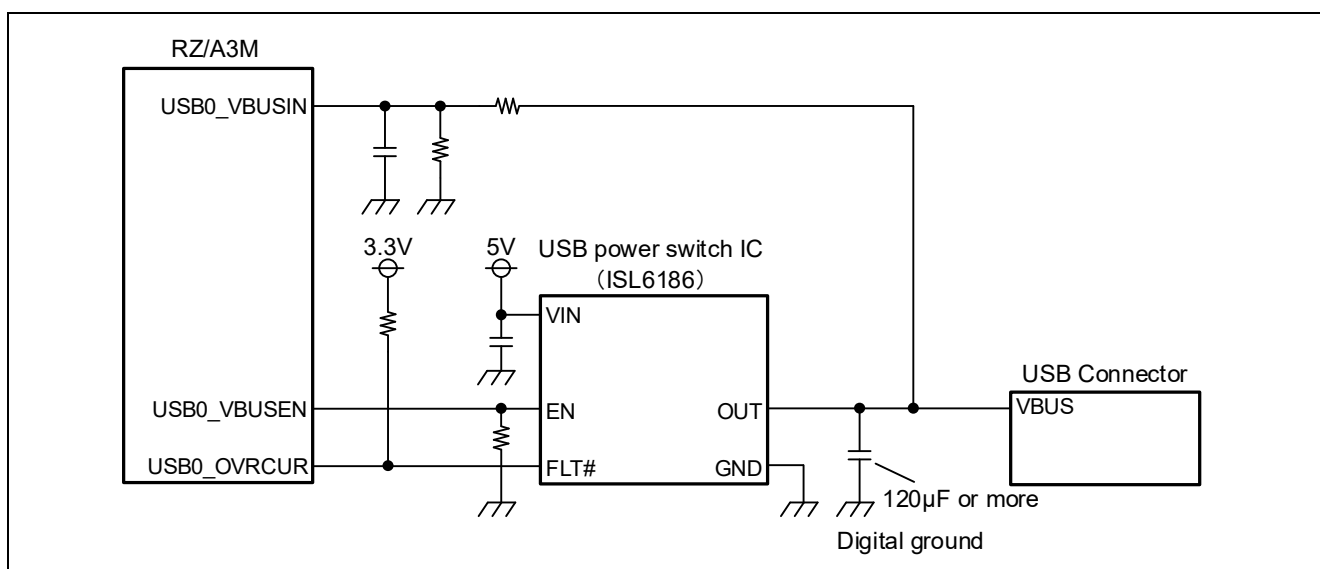 RZ/A3M
USB0_VBUSIN
3.3V
5V
USB power switch IC
（ISL6186）
VIN
USB Connector
USB0_VBUSEN
EN
OUT
VBUS
USB0_OVRCUR
FLT#
GND
120µF or more
Digital ground